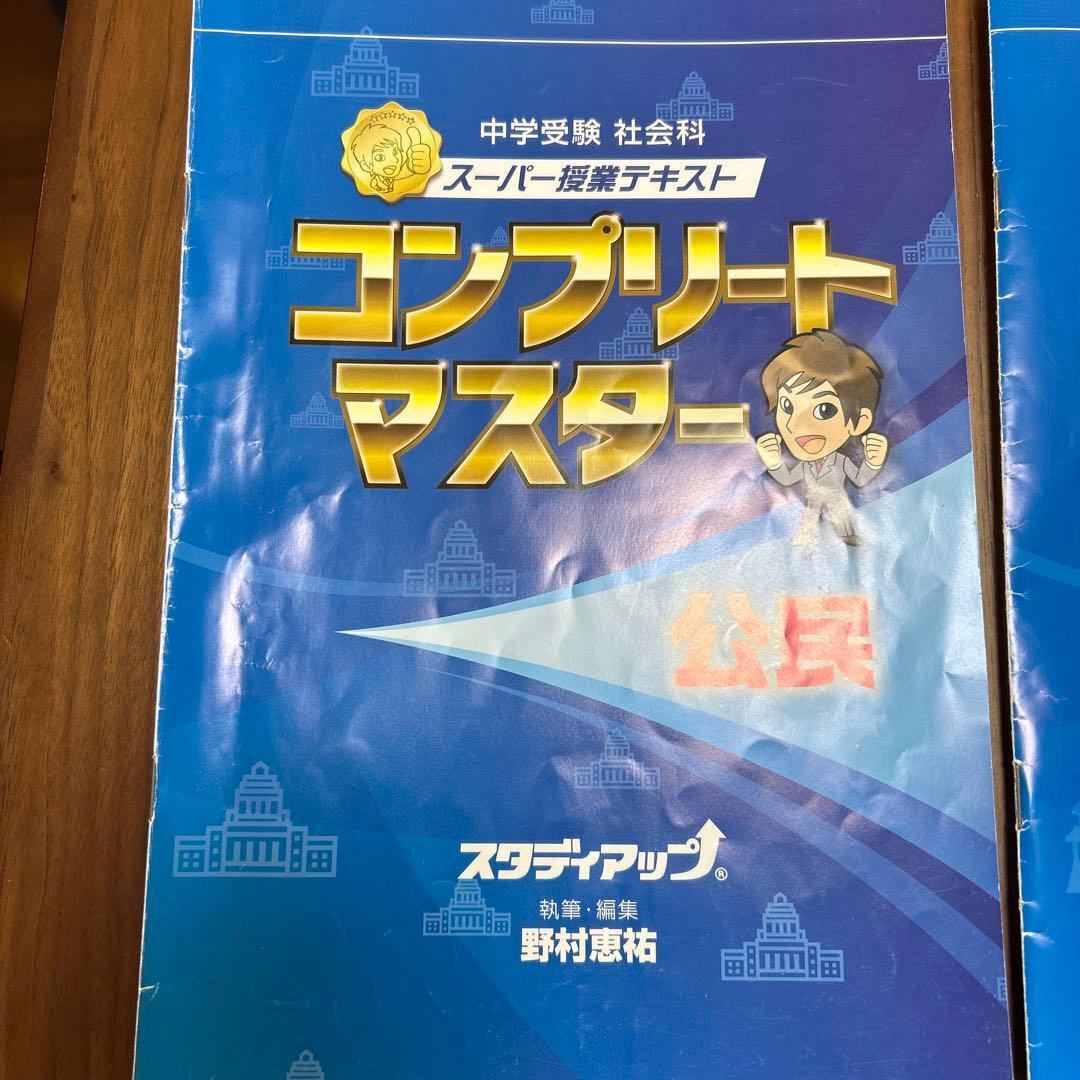 中学受験 社会科
スーパー授業テキスト
コンプリート
マスター
公民
スタディアップ®
執筆・編集
野村恵祐